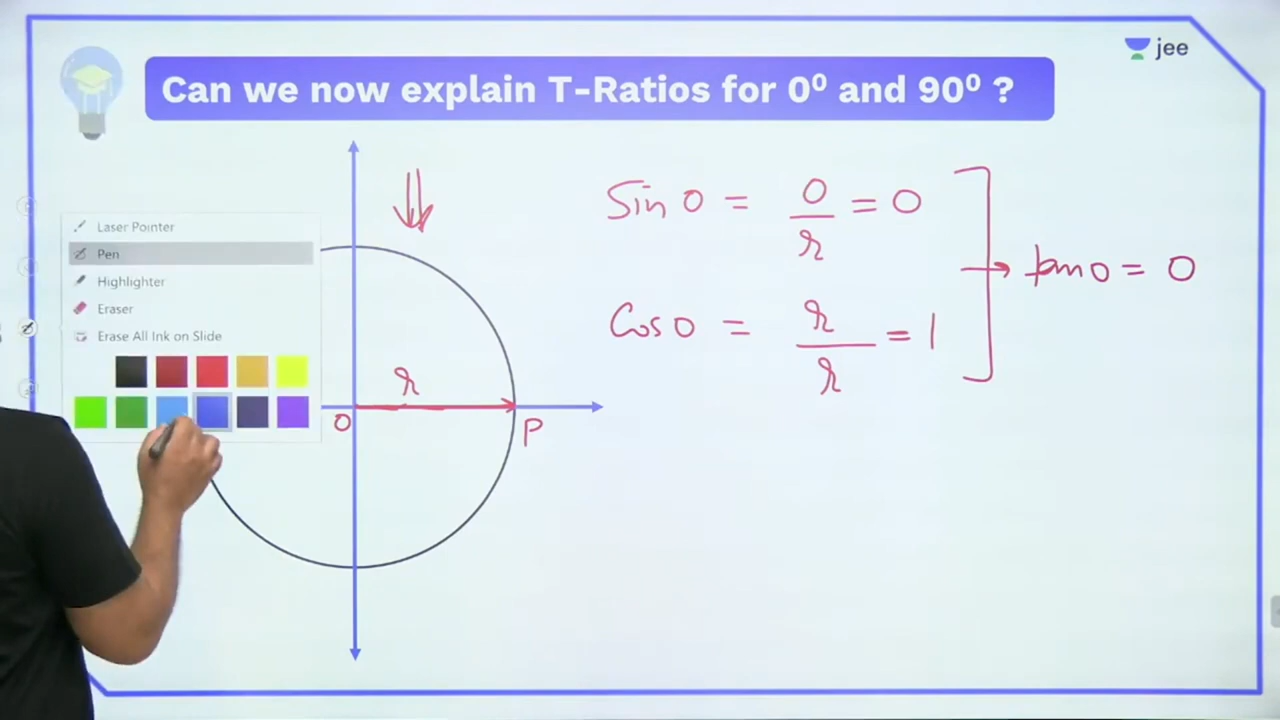 jee
Can we now explain T-Ratios for 0⁰ and 90⁰ ?
Laser Pointer
Pen
Highlighter
Eraser
Erase All Ink on Slide
r
O
P
Sin 0 = 0/r = 0
Cos 0 = r/r = 1
tan 0 = 0